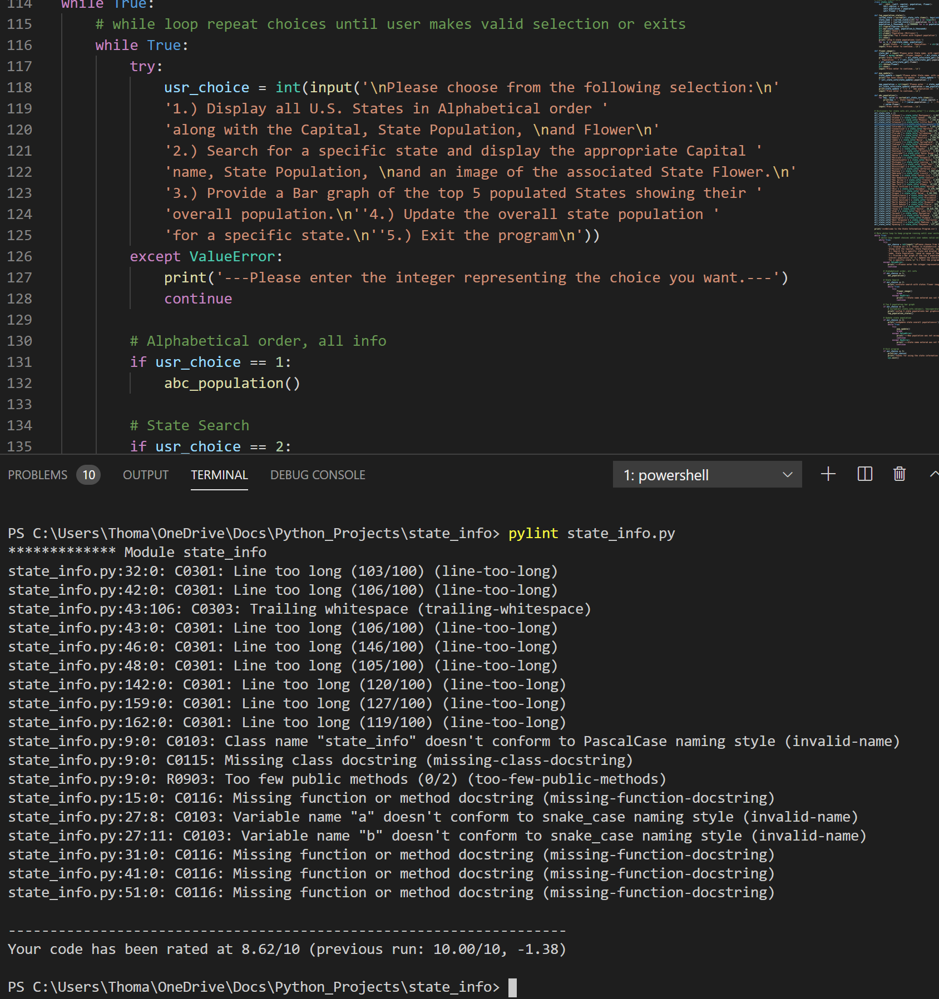 114 while True:
115 # while loop repeat choices until user makes valid selection or exits
116 while True:
117 try:
118 usr_choice = int(input('\nPlease choose from the following selection:\n'
119 '1.) Display all U.S. States in Alphabetical order '
120 'along with the Capital, State Population, \nand Flower\n'
121 '2.) Search for a specific state and display the appropriate Capital '
122 'name, State Population, \nand an image of the associated State Flower.\n'
123 '3.) Provide a Bar graph of the top 5 populated States showing their '
124 'overall population.\n''4.) Update the overall state population '
125 'for a specific state.\n''5.) Exit the program\n'))
126 except ValueError:
127 print('---Please enter the integer representing the choice you want.---')
128 continue
129
130 # Alphabetical order, all info
131 if usr_choice == 1:
132 abc_population()
133
134 # State Search
135 if usr_choice == 2:
PROBLEMS 10 OUTPUT TERMINAL DEBUG CONSOLE 1: powershell
PS C:\Users\Thoma\OneDrive\Docs\Python_Projects\state_info> pylint state_info.py
************* Module state_info
state_info.py:32:0: C0301: Line too long (103/100) (line-too-long)
state_info.py:42:0: C0301: Line too long (106/100) (line-too-long)
state_info.py:43:106: C0303: Trailing whitespace (trailing-whitespace)
state_info.py:43:0: C0301: Line too long (106/100) (line-too-long)
state_info.py:46:0: C0301: Line too long (146/100) (line-too-long)
state_info.py:48:0: C0301: Line too long (105/100) (line-too-long)
state_info.py:142:0: C0301: Line too long (120/100) (line-too-long)
state_info.py:159:0: C0301: Line too long (127/100) (line-too-long)
state_info.py:162:0: C0301: Line too long (119/100) (line-too-long)
state_info.py:9:0: C0103: Class name "state_info" doesn't conform to PascalCase naming style (invalid-name)
state_info.py:9:0: C0115: Missing class docstring (missing-class-docstring)
state_info.py:9:0: R0903: Too few public methods (0/2) (too-few-public-methods)
state_info.py:15:0: C0116: Missing function or method docstring (missing-function-docstring)
state_info.py:27:8: C0103: Variable name "a" doesn't conform to snake_case naming style (invalid-name)
state_info.py:27:11: C0103: Variable name "b" doesn't conform to snake_case naming style (invalid-name)
state_info.py:31:0: C0116: Missing function or method docstring (missing-function-docstring)
state_info.py:41:0: C0116: Missing function or method docstring (missing-function-docstring)
state_info.py:51:0: C0116: Missing function or method docstring (missing-function-docstring)
-------------------------------------------------------------------
Your code has been rated at 8.62/10 (previous run: 10.00/10, -1.38)
PS C:\Users\Thoma\OneDrive\Docs\Python_Projects\state_info>